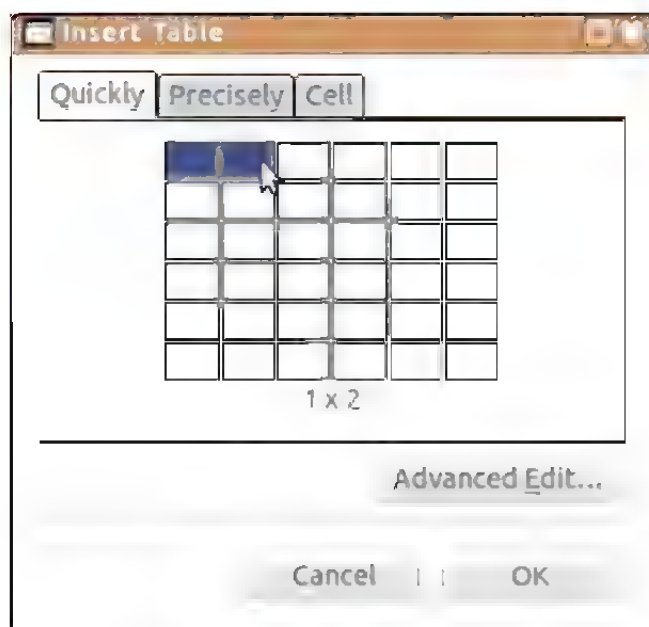 Insert Table
Quickly Precisely Cell
1 x 2
Advanced Edit...
Cancel OK